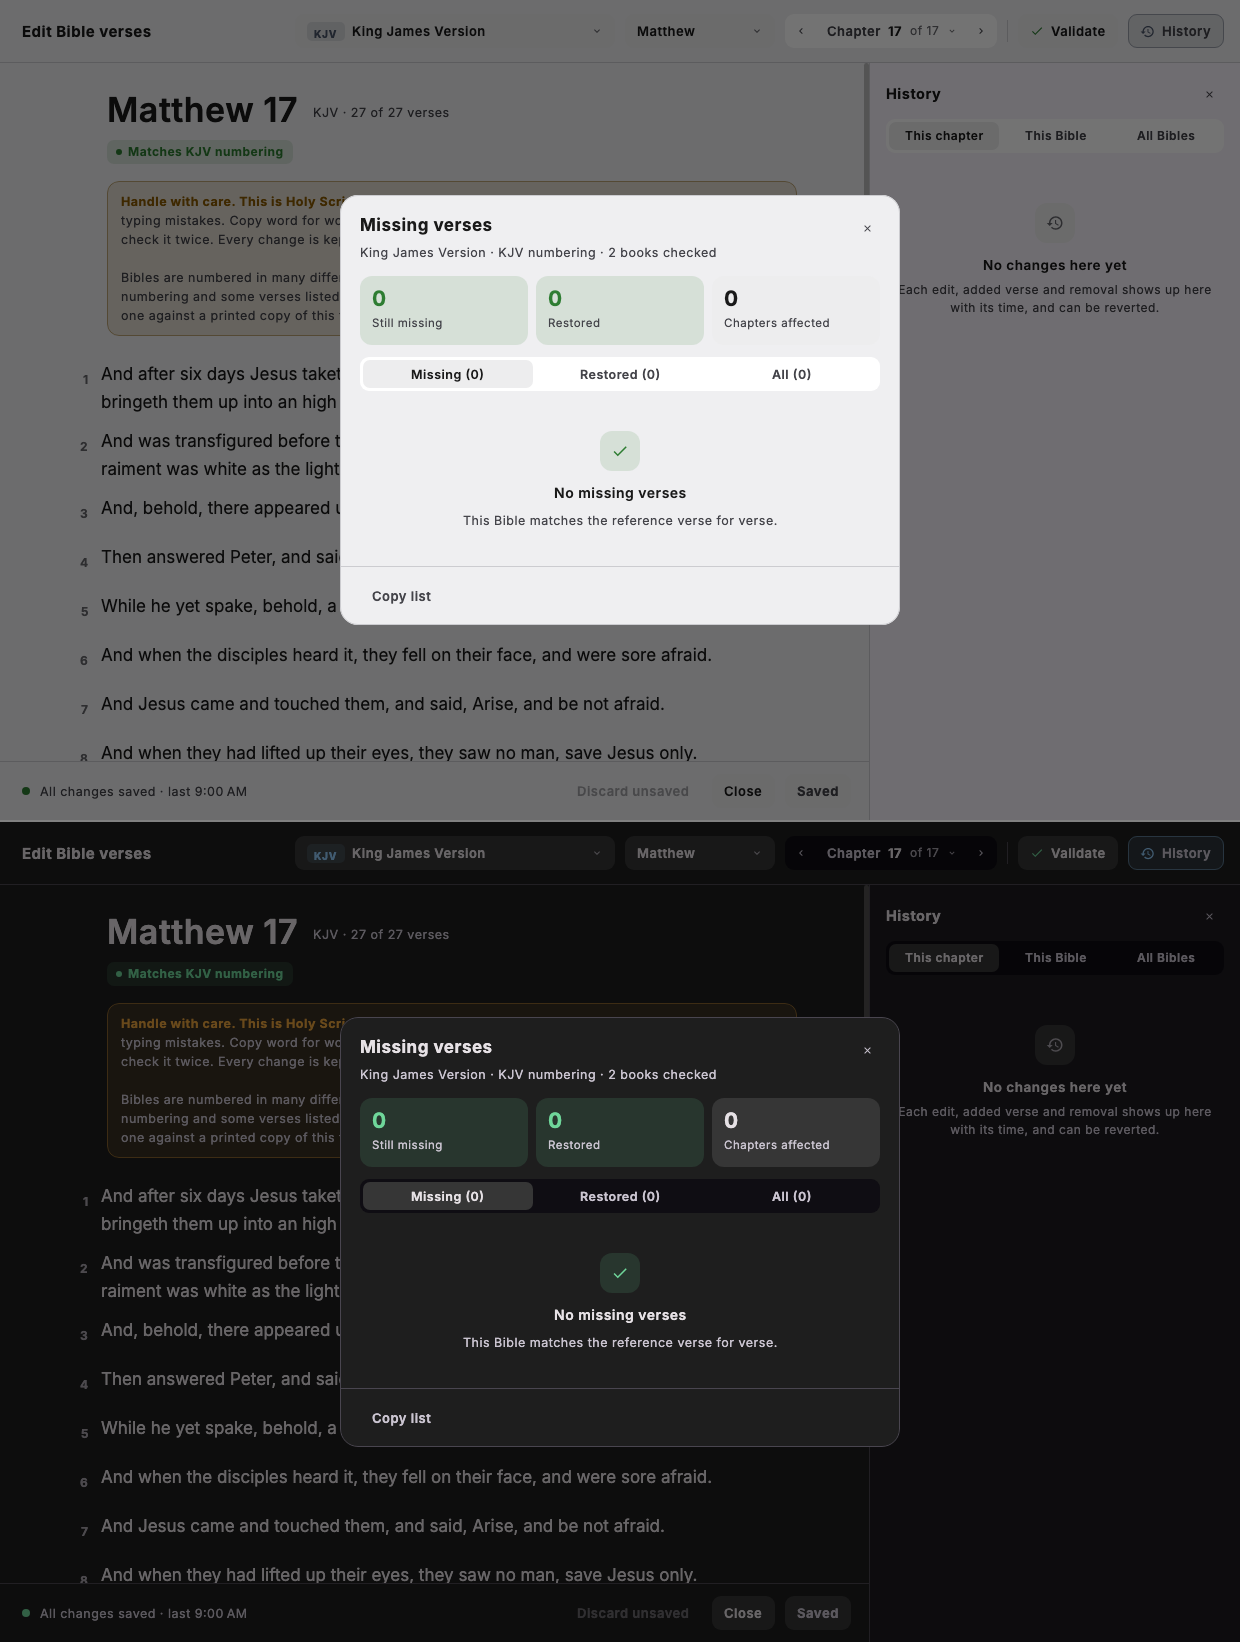 Edit Bible verses
KJV King James Version
Matthew
‹ Chapter 17 of 17 ›
Validate
History
Matthew 17 KJV · 27 of 27 verses
Matches KJV numbering
Handle with care. This is Holy
typing mistakes. Copy word for
check it twice. Every change is
Bibles are numbered in many
numbering and some verses listed
one against a printed copy of this
1 And after six days Jesus
bringeth them up into an high
2 And was transfigured before
raiment was white as the light
3 And, behold, there appeared
4 Then answered Peter, and
5 While he yet spake, behold, a
6 And when the disciples heard it, they fell on their face, and were sore afraid.
7 And Jesus came and touched them, and said, Arise, and be not afraid.
8 And when they had lifted up their eyes, they saw no man, save Jesus only.
All changes saved · last 9:00 AM
Discard unsaved
Close
Saved
History ×
This chapter This Bible All Bibles
No changes here yet
Each edit, added verse and removal shows up here
with its time, and can be reverted.
Missing verses ×
King James Version · KJV numbering · 2 books checked
0 0 0
Still missing Restored Chapters affected
Missing (0) Restored (0) All (0)
No missing verses
This Bible matches the reference verse for verse.
Copy list
Edit Bible verses
KJV King James Version
Matthew
‹ Chapter 17 of 17 ›
Validate
History
Matthew 17 KJV · 27 of 27 verses
Matches KJV numbering
Handle with care. This is Holy
typing mistakes. Copy word for
check it twice. Every change is
Bibles are numbered in many
numbering and some verses listed
one against a printed copy of this
1 And after six days Jesus
bringeth them up into an high
2 And was transfigured before
raiment was white as the light
3 And, behold, there appeared
4 Then answered Peter, and
5 While he yet spake, behold, a
6 And when the disciples heard it, they fell on their face, and were sore afraid.
7 And Jesus came and touched them, and said, Arise, and be not afraid.
8 And when they had lifted up their eyes, they saw no man, save Jesus only.
All changes saved · last 9:00 AM
Discard unsaved
Close
Saved
History ×
This chapter This Bible All Bibles
No changes here yet
Each edit, added verse and removal shows up here
with its time, and can be reverted.
Missing verses ×
King James Version · KJV numbering · 2 books checked
0 0 0
Still missing Restored Chapters affected
Missing (0) Restored (0) All (0)
No missing verses
This Bible matches the reference verse for verse.
Copy list